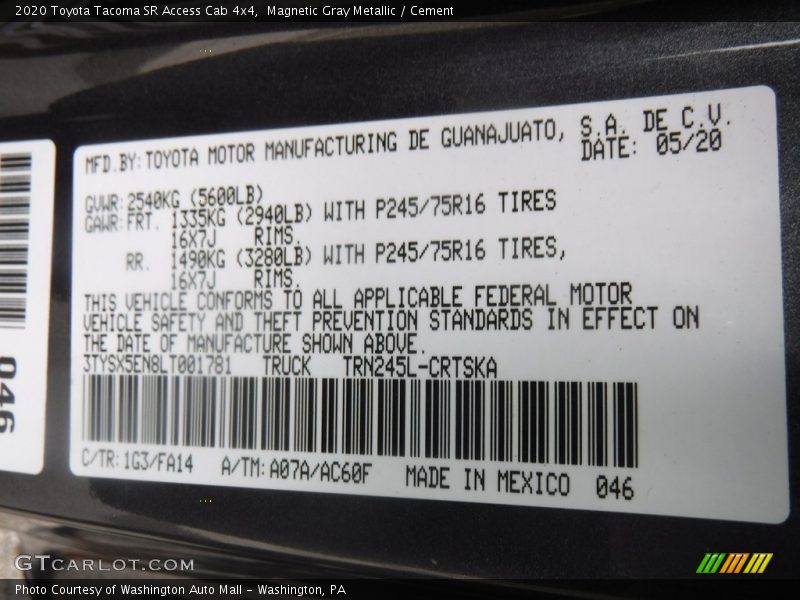 2020 Toyota Tacoma SR Access Cab 4x4,  Magnetic Gray Metallic / Cement
MFD.BY:TOYOTA MOTOR MANUFACTURING DE GUANAJUATO, S.A. DE C.V.
DATE: 05/20
GVWR:2540KG (5600LB)
GAWR:FRT. 1335KG (2940LB) WITH P245/75R16 TIRES
16X7J RIMS,
RR. 1490KG (3280LB) WITH P245/75R16 TIRES,
16X7J RIMS.
THIS VEHICLE CONFORMS TO ALL APPLICABLE FEDERAL MOTOR
VEHICLE SAFETY AND THEFT PREVENTION STANDARDS IN EFFECT ON
THE DATE OF MANUFACTURE SHOWN ABOVE.
3TYSX5EN8LT001781 TRUCK TRN245L-CRTSKA
C/TR:1G3/FA14 A/TM:A07A/AC60F MADE IN MEXICO 046
046
GTCARLOT.COM
Photo Courtesy of Washington Auto Mall - Washington, PA